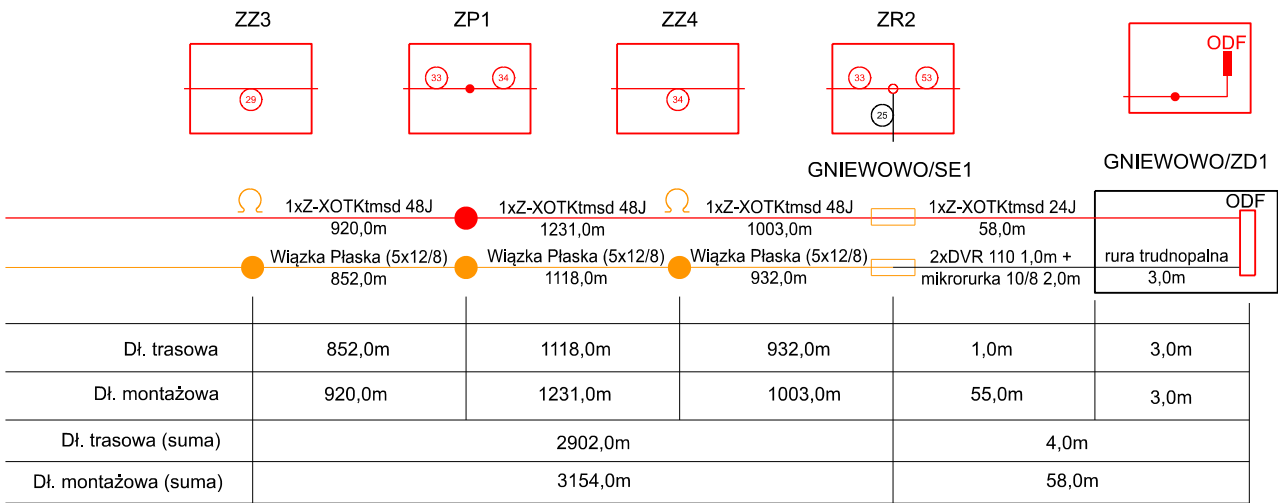 ZZ3
ZP1
ZZ4
ZR2
ODF
29
33
34
34
33
53
25
GNIEWOWO/SE1
GNIEWOWO/ZD1
1xZ-XOTKtmsd 48J
920,0m
1xZ-XOTKtmsd 48J
1231,0m
1xZ-XOTKtmsd 48J
1003,0m
1xZ-XOTKtmsd 24J
58,0m
ODF
Wiązka Płaska (5x12/8)
852,0m
Wiązka Płaska (5x12/8)
1118,0m
Wiązka Płaska (5x12/8)
932,0m
2xDVR 110 1,0m +
mikrorurka 10/8 2,0m
rura trudnopalna
3,0m
Dł. trasowa 852,0m 1118,0m 932,0m 1,0m 3,0m
Dł. montażowa 920,0m 1231,0m 1003,0m 55,0m 3,0m
Dł. trasowa (suma) 2902,0m 4,0m
Dł. montażowa (suma) 3154,0m 58,0m